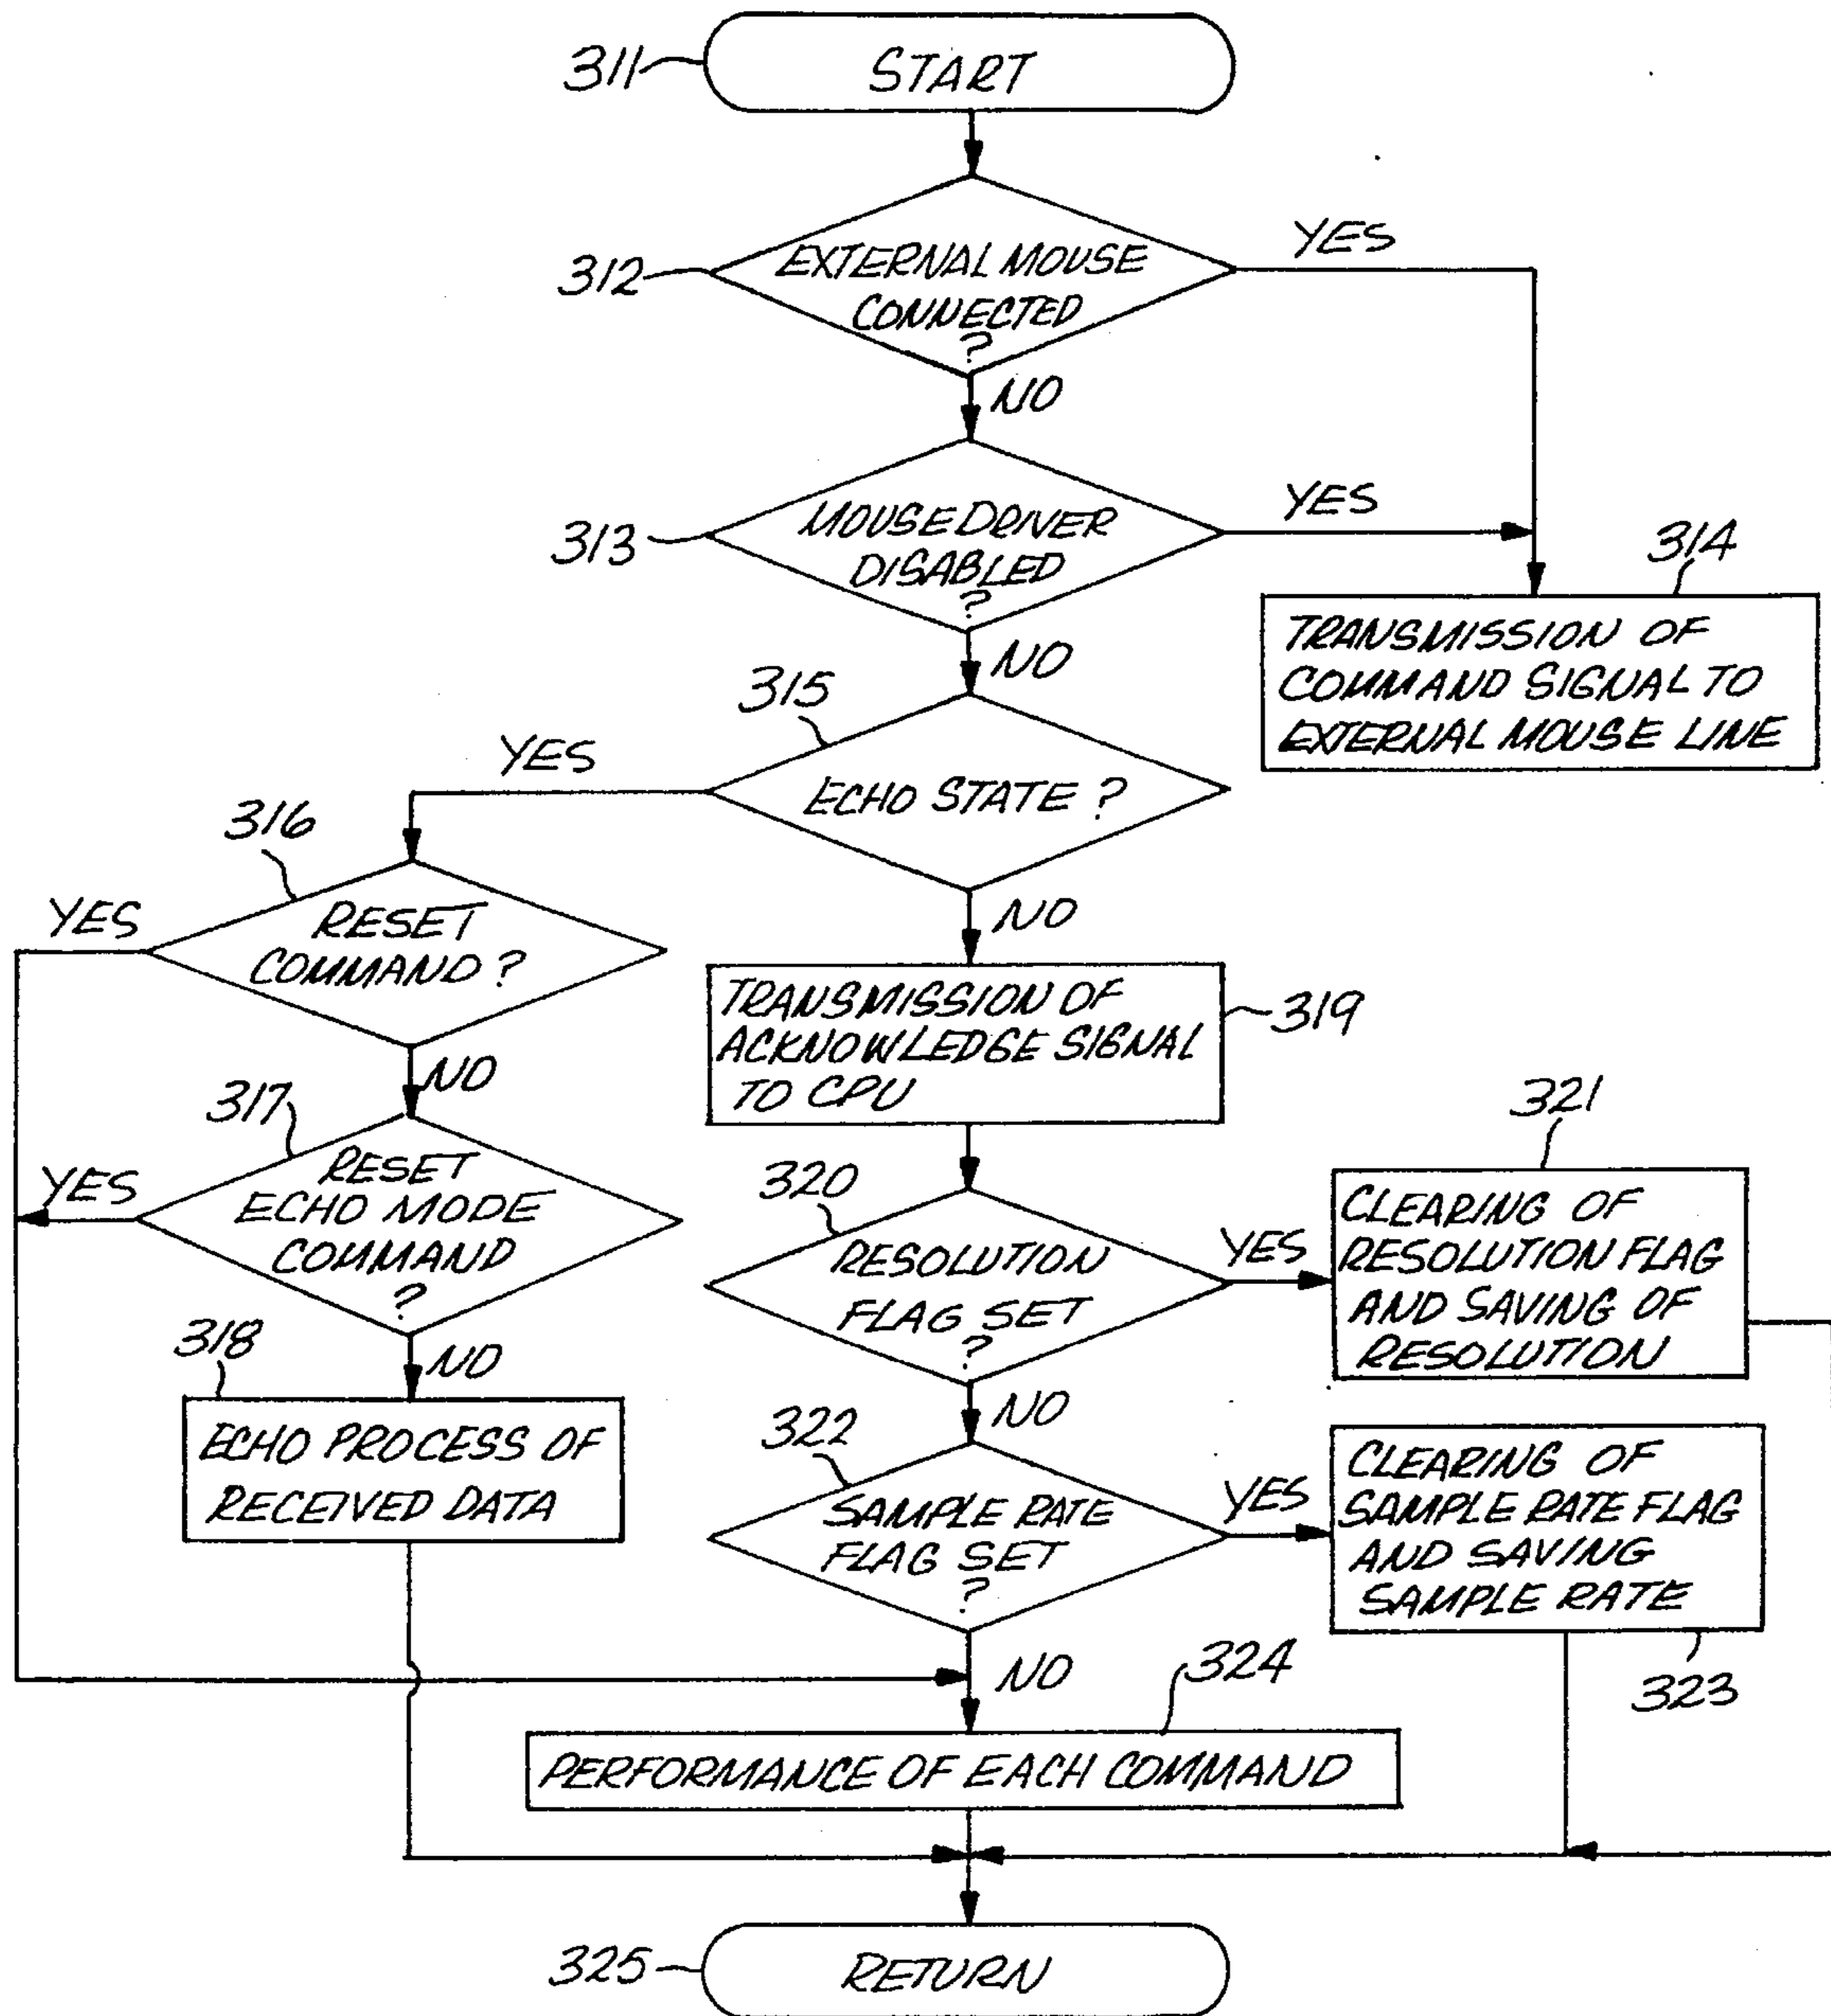 311
START
312
EXTERNAL MOUSE
CONNECTED
?
YES
NO
313
MOUSE DRIVER
DISABLED
?
YES
314
TRANSMISSION OF
COMMAND SIGNAL TO
EXTERNAL MOUSE LINE
NO
315
ECHO STATE ?
YES
316
RESET
COMMAND ?
YES
NO
NO
TRANSMISSION OF
ACKNOWLEDGE SIGNAL
TO CPU
319
317
RESET
ECHO MODE
COMMAND
?
YES
NO
318
ECHO PROCESS OF
RECEIVED DATA
320
RESOLUTION
FLAG SET
?
YES
321
CLEARING OF
RESOLUTION FLAG
AND SAVING OF
RESOLUTION
NO
322
SAMPLE RATE
FLAG SET
?
YES
CLEARING OF
SAMPLE RATE FLAG
AND SAVING
SAMPLE RATE
323
NO
324
PERFORMANCE OF EACH COMMAND
325
RETURN